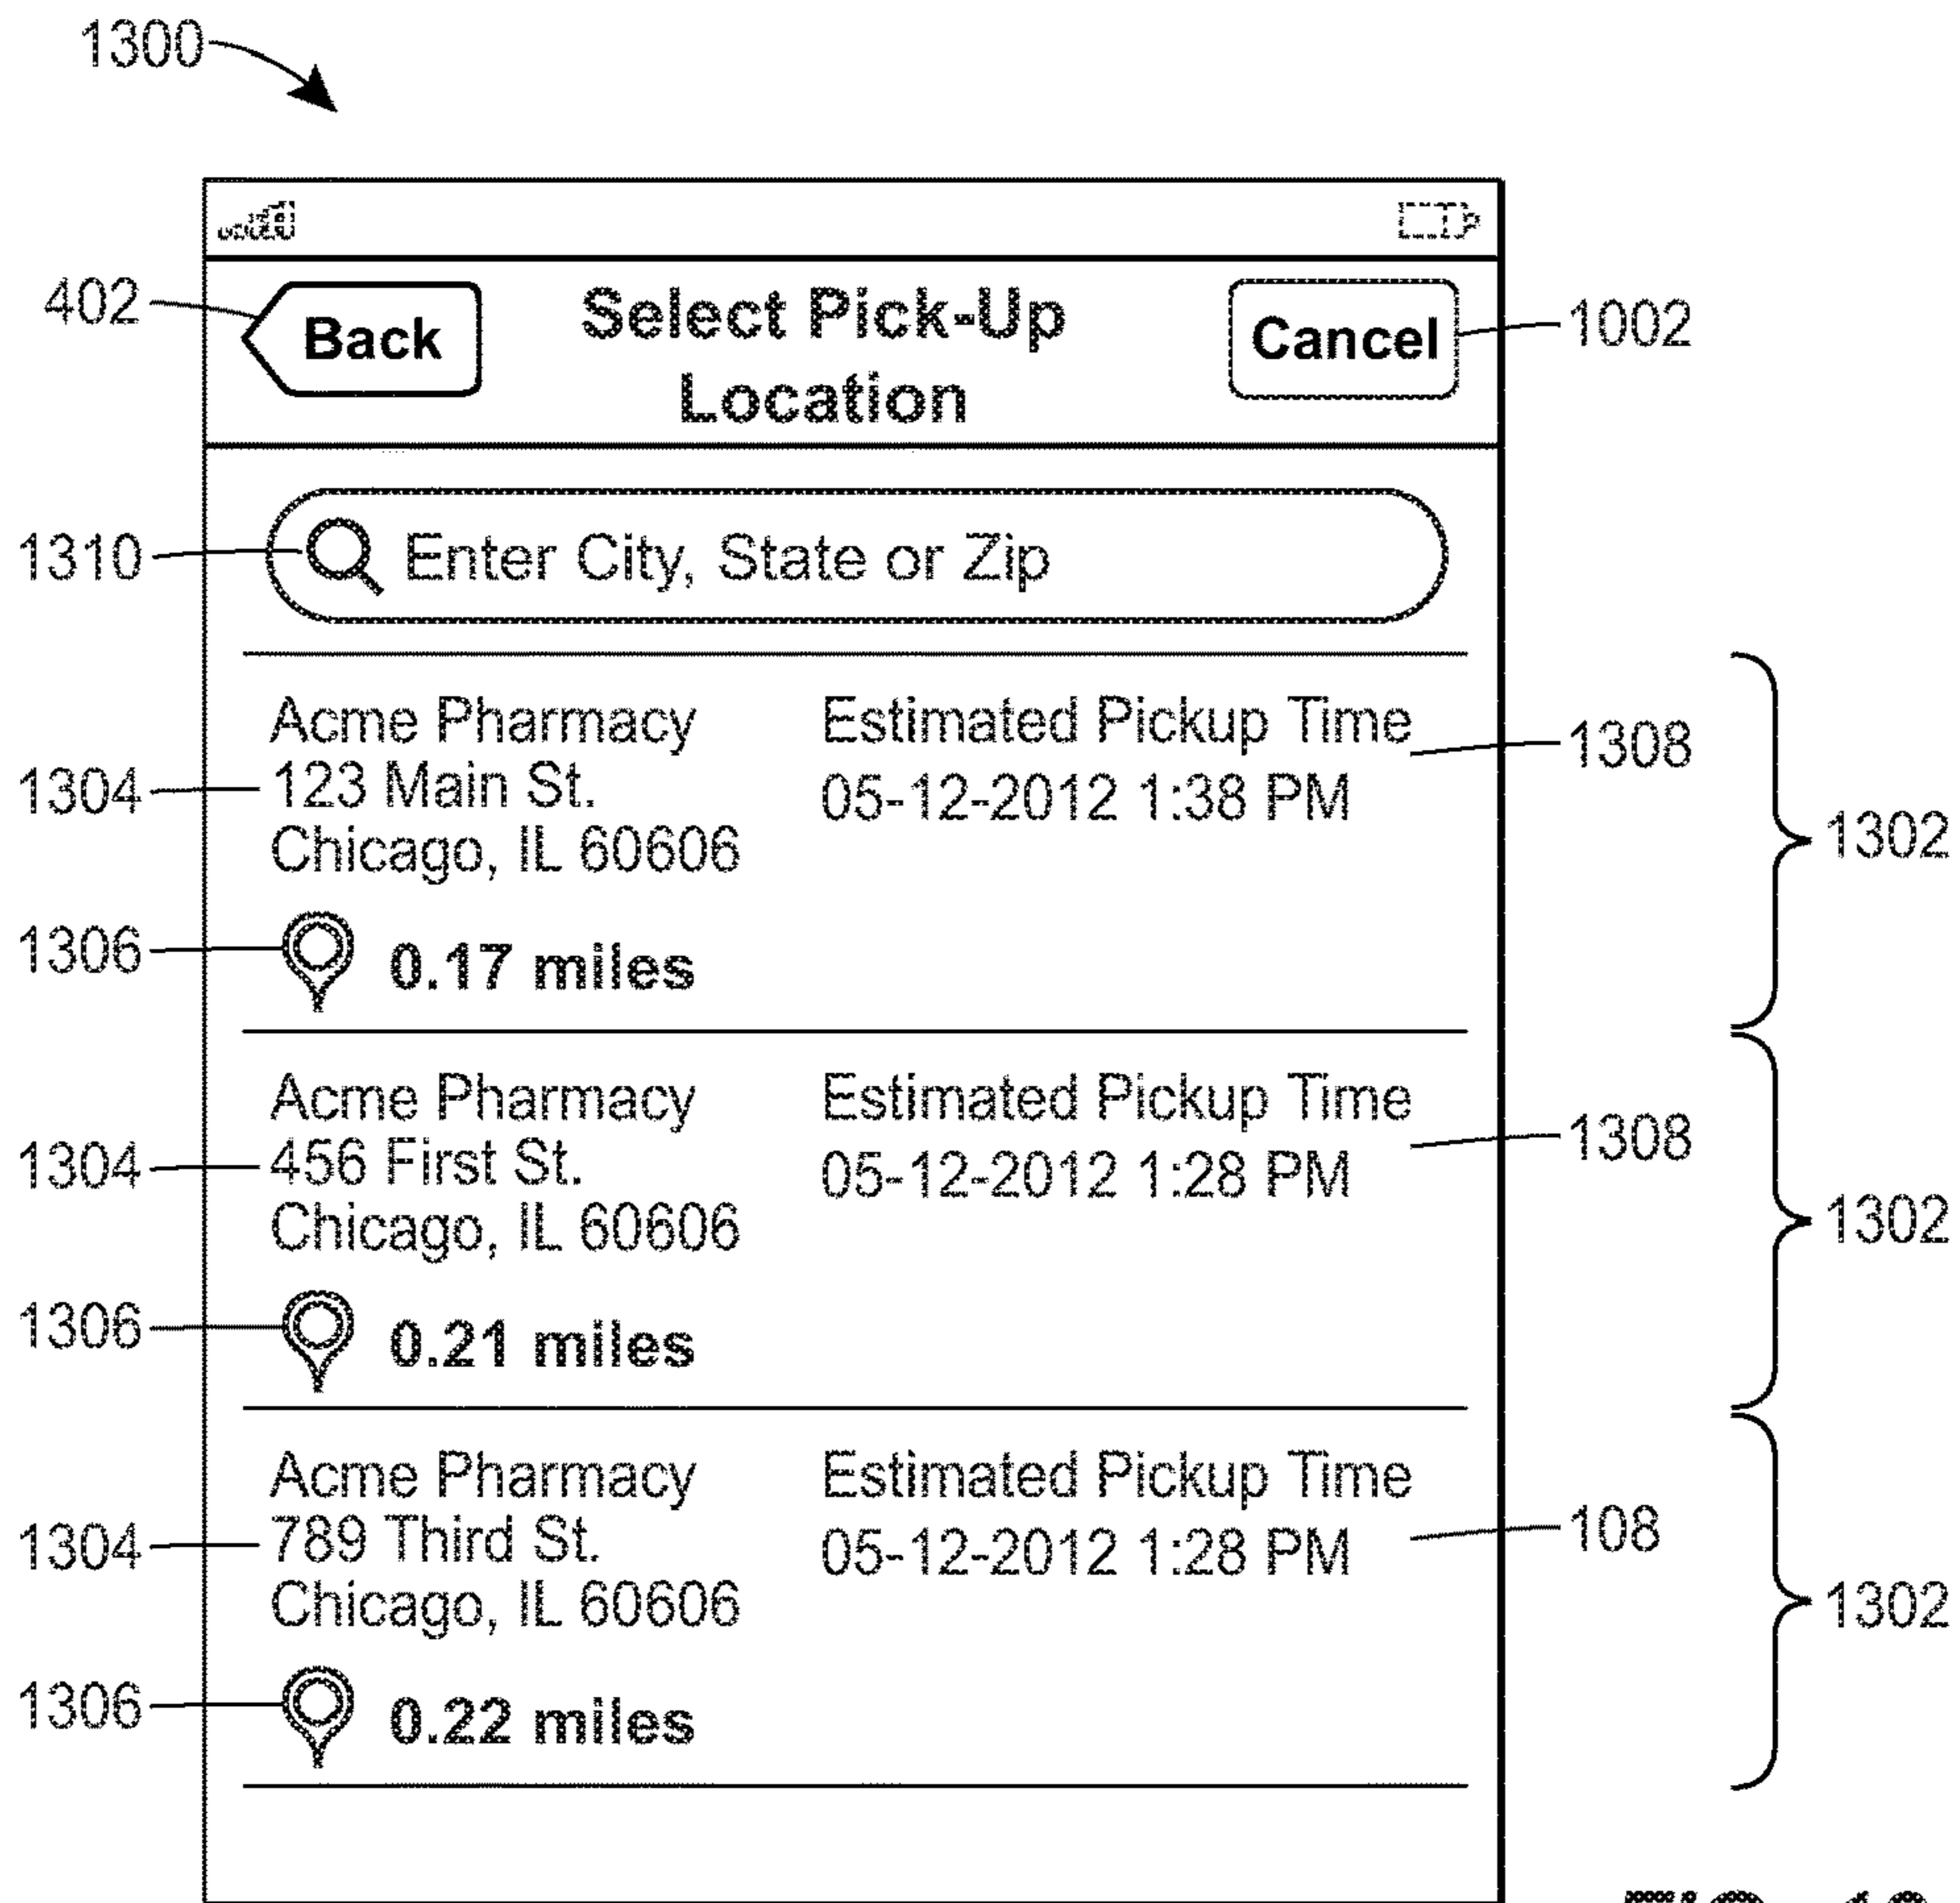 1300
402
Back
Select Pick-Up
Location
Cancel
1002
1310
Enter City, State or Zip
Acme Pharmacy
Estimated Pickup Time
1308
1304
123 Main St.
05-12-2012 1:38 PM
Chicago, IL 60606
1302
1306
0.17 miles
Acme Pharmacy
Estimated Pickup Time
1308
1304
456 First St.
05-12-2012 1:28 PM
Chicago, IL 60606
1302
1306
0.21 miles
Acme Pharmacy
Estimated Pickup Time
108
1304
789 Third St.
05-12-2012 1:28 PM
Chicago, IL 60606
1302
1306
0.22 miles